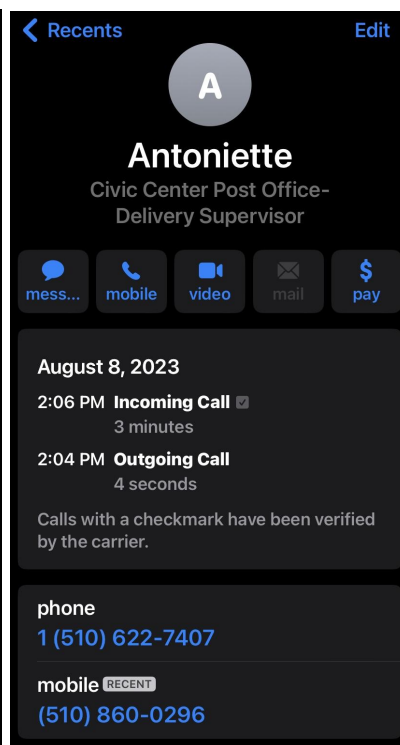 Recents
Edit
A
Antoniette
Civic Center Post Office-
Delivery Supervisor
mess...
mobile
video
mail
pay
August 8, 2023
2:06 PM Incoming Call
3 minutes
2:04 PM Outgoing Call
4 seconds
Calls with a checkmark have been verified
by the carrier.
phone
1 (510) 622-7407
mobile RECENT
(510) 860-0296